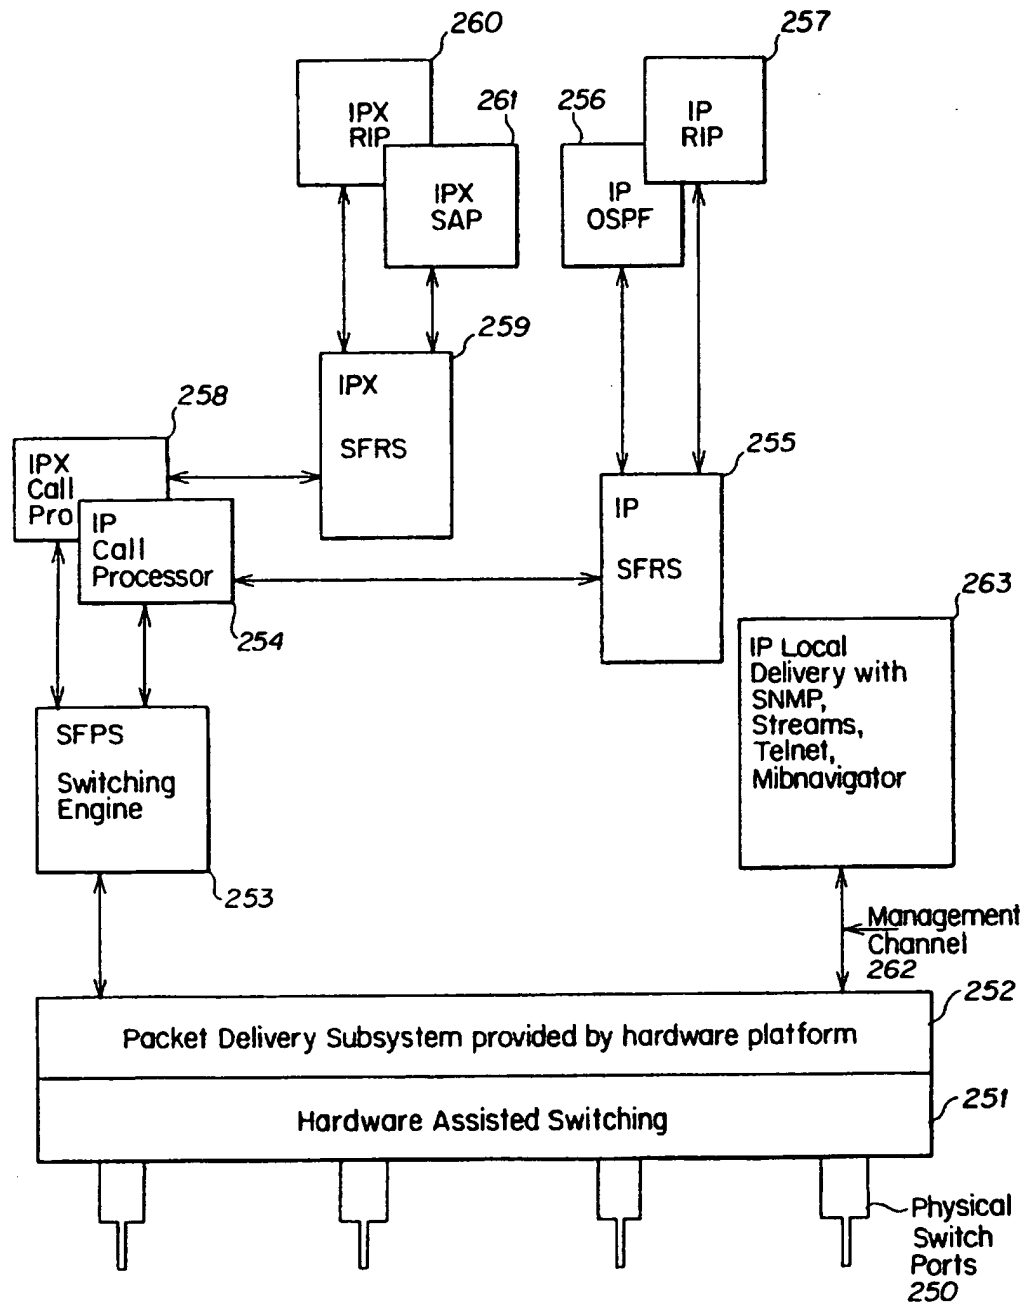 260
257
IPX
RIP
261
256
IP
RIP
IPX
SAP
IP
OSPF
259
258
IPX
SFRS
255
IPX
Call
Pro
IP
Call
Processor
254
IP
SFRS
263
IP Local
Delivery with
SNMP,
Streams,
Telnet,
Mibnavigator
SFPS
Switching
Engine
253
Management
Channel
262
252
Packet Delivery Subsystem provided by hardware platform
251
Hardware Assisted Switching
Physical
Switch
Ports
250